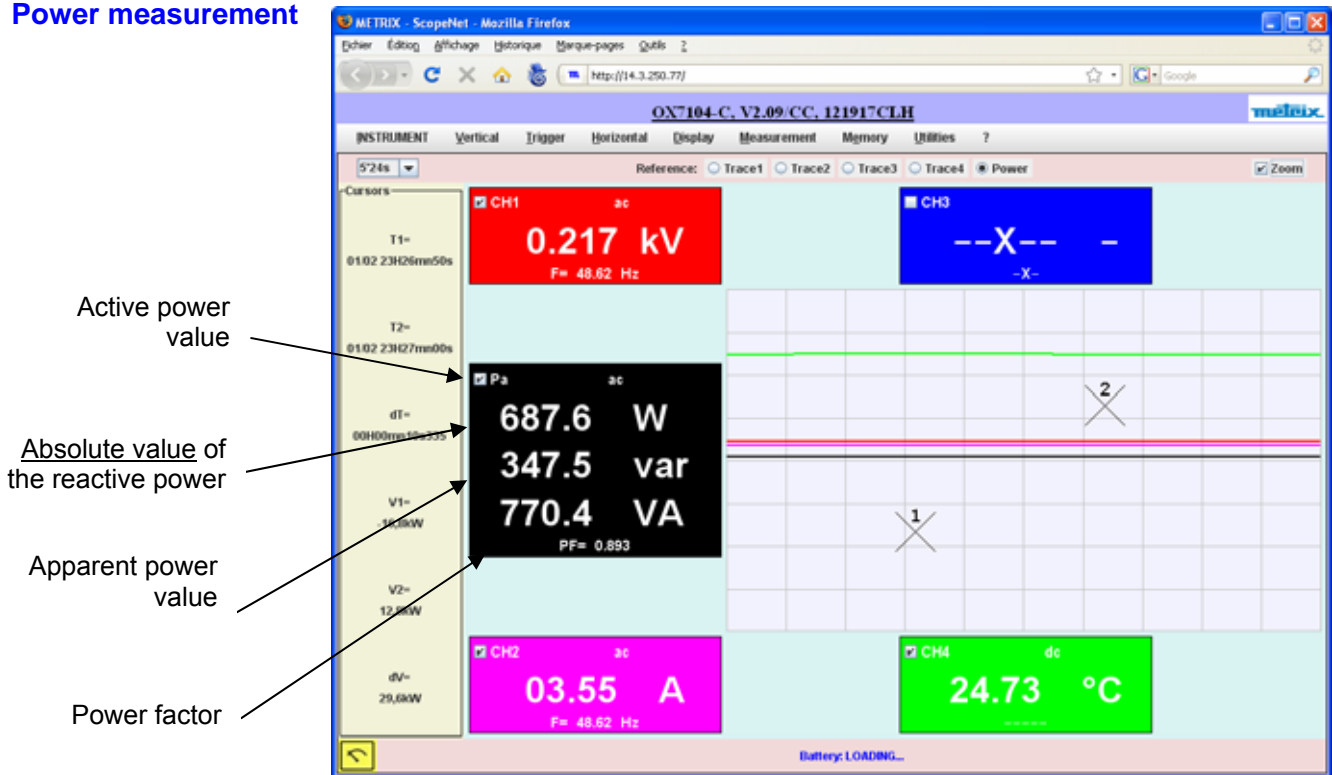 Power measurement
METRIX - ScopeNet - Mozilla Firefox
Fichier Édition Affichage Historique Marque-pages Outils ?
http://14.3.250.77/
Google
OX7104-C, V2.09/CC, 121917CLH
metrix
INSTRUMENT Vertical Trigger Horizontal Display Measurement Memory Utilities ?
5'24s Reference: Trace1 Trace2 Trace3 Trace4 Power Zoom
Cursors
T1=
01/02 23H26mn50s
T2=
01/02 23H27mn00s
dT=
00H00mn10s335
V1=
-16,8kW
V2=
dV=
29,6kW
CH1 ac
0.217 kV
F= 48.62 Hz
CH3
--X-- -
-X-
Pa ac
687.6 W
347.5 var
770.4 VA
PF= 0.893
2
1
CH2 ac
03.55 A
F= 48.62 Hz
CH4 dc
24.73 °C
-----
Battery: LOADING...
Active power
value
Absolute value of
the reactive power
Apparent power
value
Power factor